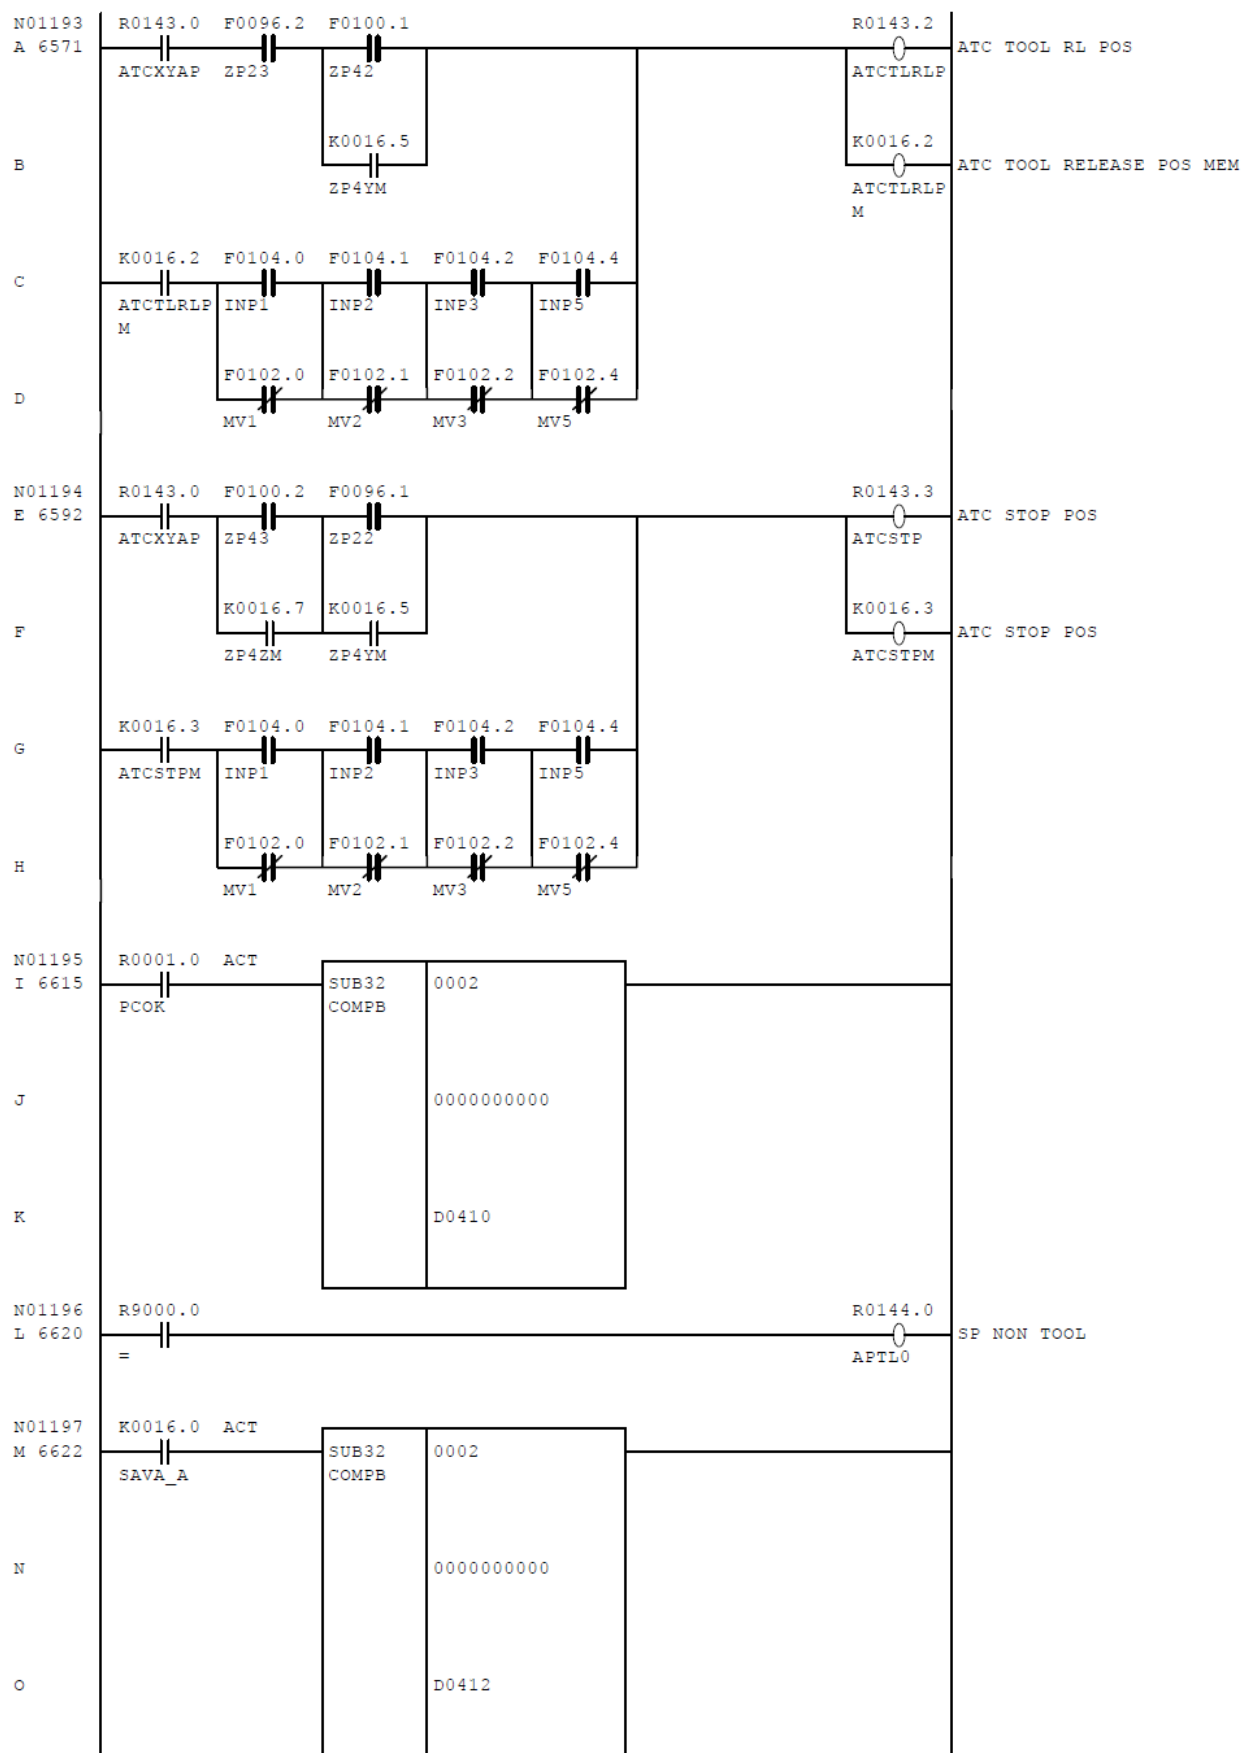 N01193 R0143.0 F0096.2 F0100.1 R0143.2
A 6571 ATC TOOL RL POS
ATCXYAP ZP23 ZP42 ATCTLRLP
K0016.5 K0016.2
B ATC TOOL RELEASE POS MEM
ZP4YM ATCTLRLP
M
K0016.2 F0104.0 F0104.1 F0104.2 F0104.4
C
ATCTLRLP INP1 INP2 INP3 INP5
M
F0102.0 F0102.1 F0102.2 F0102.4
D
MV1 MV2 MV3 MV5
N01194 R0143.0 F0100.2 F0096.1 R0143.3
E 6592 ATC STOP POS
ATCXYAP ZP43 ZP22 ATCSTP
K0016.7 K0016.5 K0016.3
F ATC STOP POS
ZP4ZM ZP4YM ATCSTPM
K0016.3 F0104.0 F0104.1 F0104.2 F0104.4
G
ATCSTPM INP1 INP2 INP3 INP5
F0102.0 F0102.1 F0102.2 F0102.4
H
MV1 MV2 MV3 MV5
N01195 R0001.0 ACT
I 6615 SUB32 0002
PCOK COMPB
J 0000000000
K D0410
N01196 R9000.0 R0144.0
L 6620 SP NON TOOL
= APTL0
N01197 K0016.0 ACT
M 6622 SUB32 0002
SAVA_A COMPB
N 0000000000
O D0412